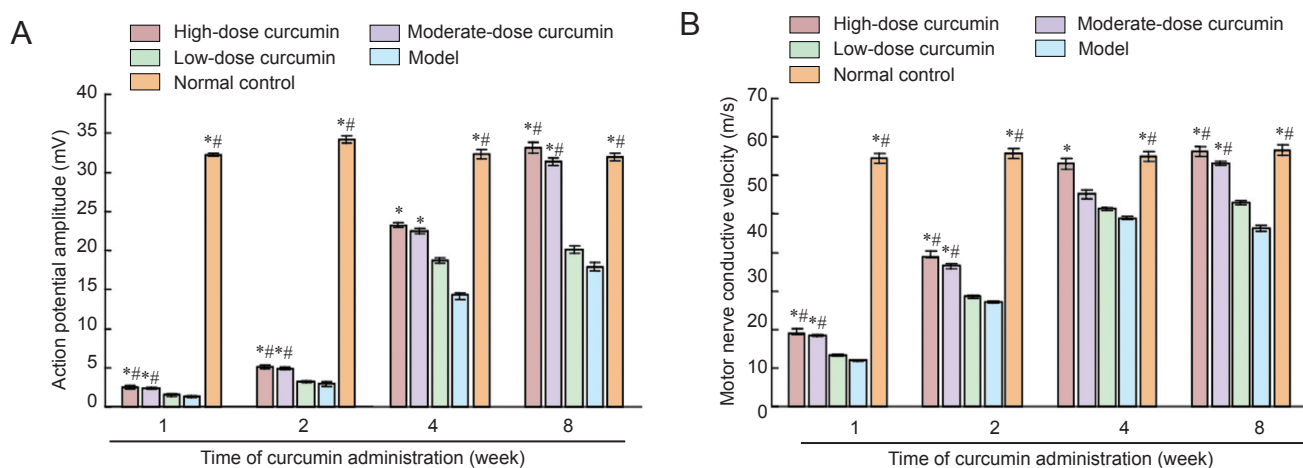 A
High-dose curcumin
Moderate-dose curcumin
Low-dose curcumin
Model
Normal control
Action potential amplitude (mV)
40
35
30
25
20
15
10
5
0
*# *# *#
*# *# *#
* * *#
*# *# *#
1 2 4 8
Time of curcumin administration (week)
B
High-dose curcumin
Moderate-dose curcumin
Low-dose curcumin
Model
Normal control
Motor nerve conductive velocity (m/s)
70
60
50
40
30
20
10
0
*# *# *#
*# *# *#
* *#
*# *# *#
1 2 4 8
Time of curcumin administration (week)